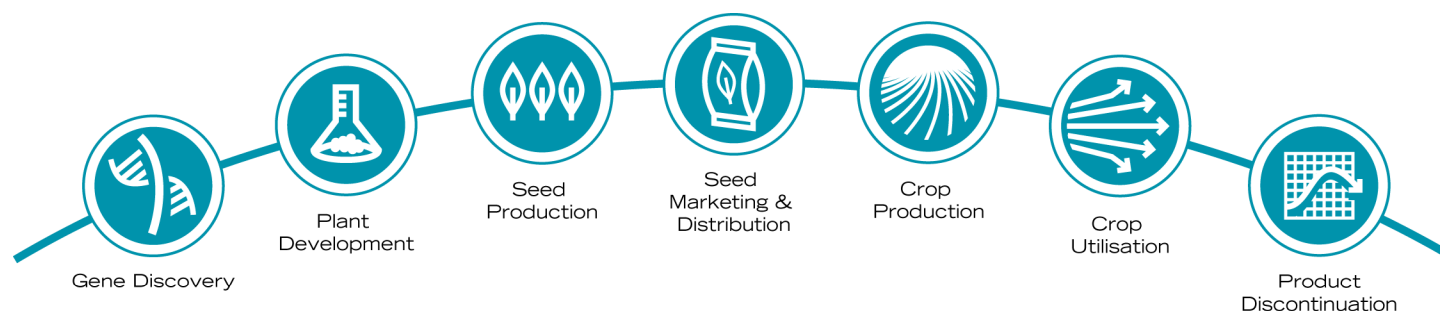 Gene Discovery
Plant
Development
Seed
Production
Seed
Marketing &
Distribution
Crop
Production
Crop
Utilisation
Product
Discontinuation